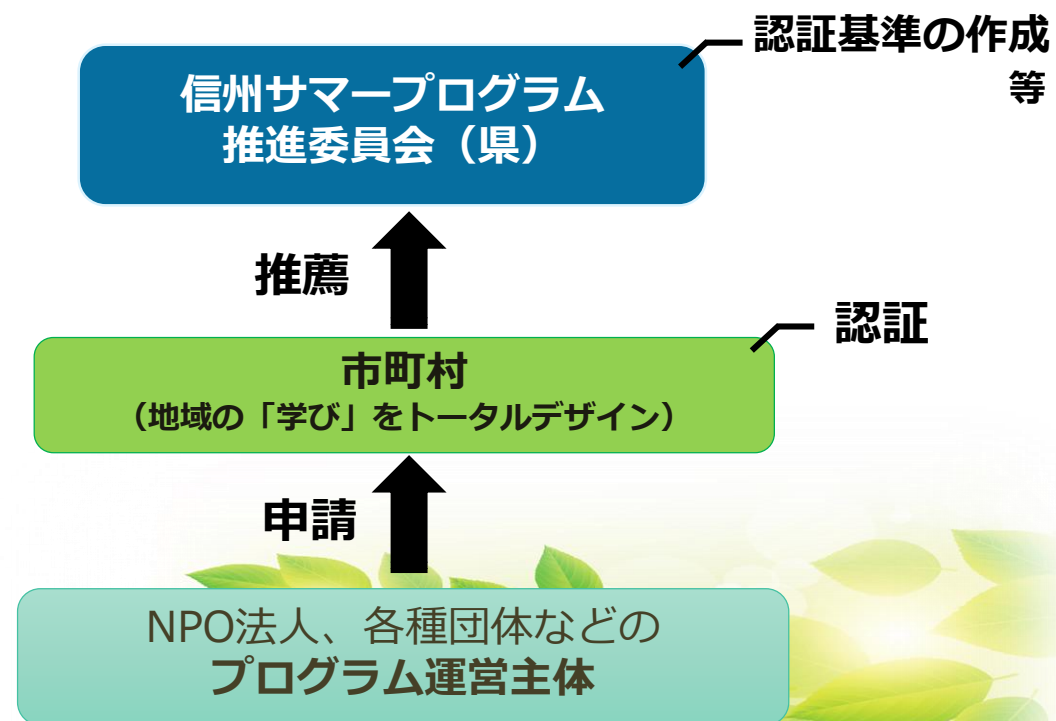 認証基準の作成
等
信州サマープログラム
推進委員会（県）
推薦
認証
市町村
（地域の「学び」をトータルデザイン）
申請
NPO法人、各種団体などの
プログラム運営主体